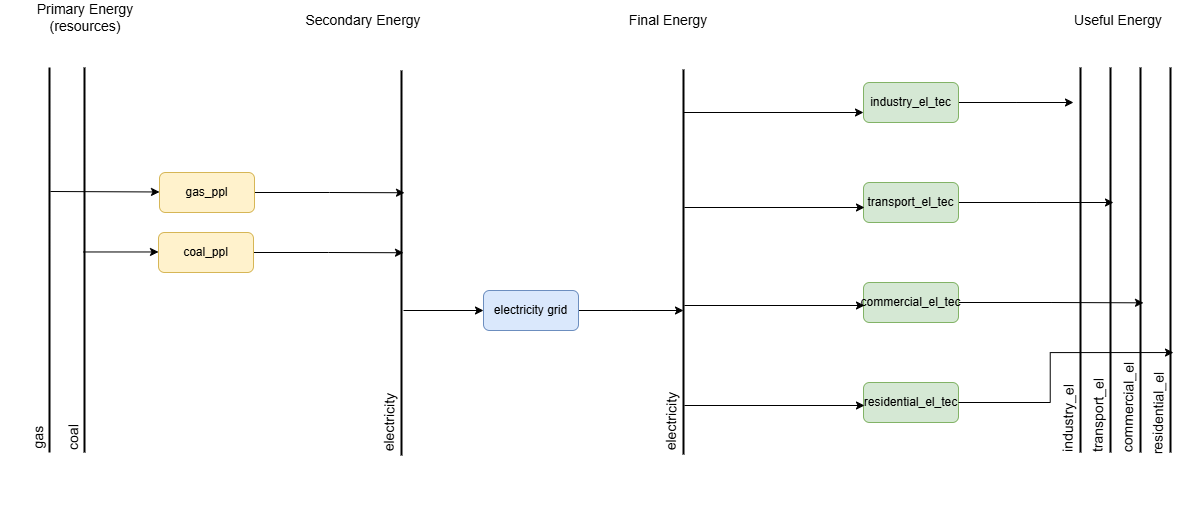 Primary Energy
(resources)
Secondary Energy
Final Energy
Useful Energy
industry_el_tec
gas_ppl
transport_el_tec
coal_ppl
electricity grid
commercial_el_tec
residential_el_tec
gas
coal
electricity
electricity
industry_el
transport_el
commercial_el
residential_el